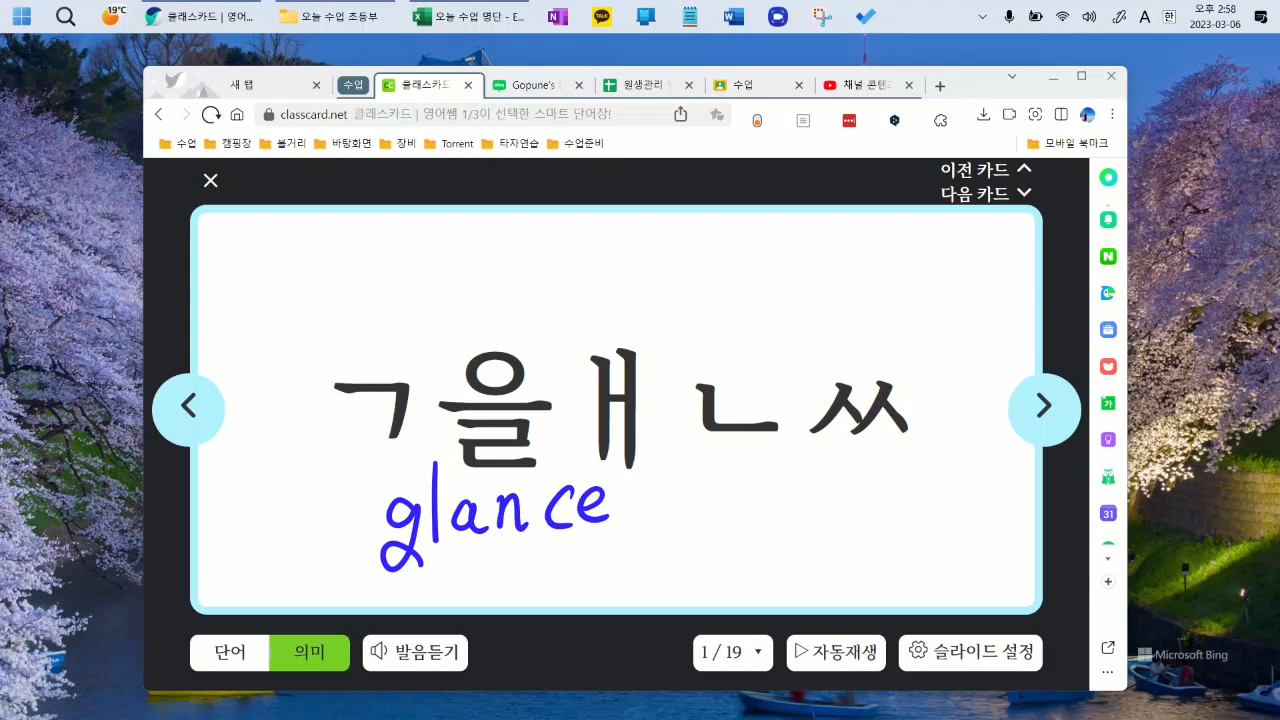 19℃ 클래스카드 | 영어... 오늘 수업 조등부 오늘 수업 명단 - E... TALK A 한 오후 2:58
2023-03-06
새 탭 수업 클래스카드 Gopune's 원생관리 수업 채널 콘텐츠
classcard.net 클래스카드 | 영어쌤 1/3이 선택한 스마트 단어장!
수업 캠핑장 볼거리 바탕화면 장비 Torrent 타자연습 수업준비 모바일 북마크
이전 카드
다음 카드
ㄱ을ㅐㄴㅆ
glance
단어 의미 발음듣기 1 / 19 자동재생 슬라이드 설정
N
가
31
Microsoft Bing